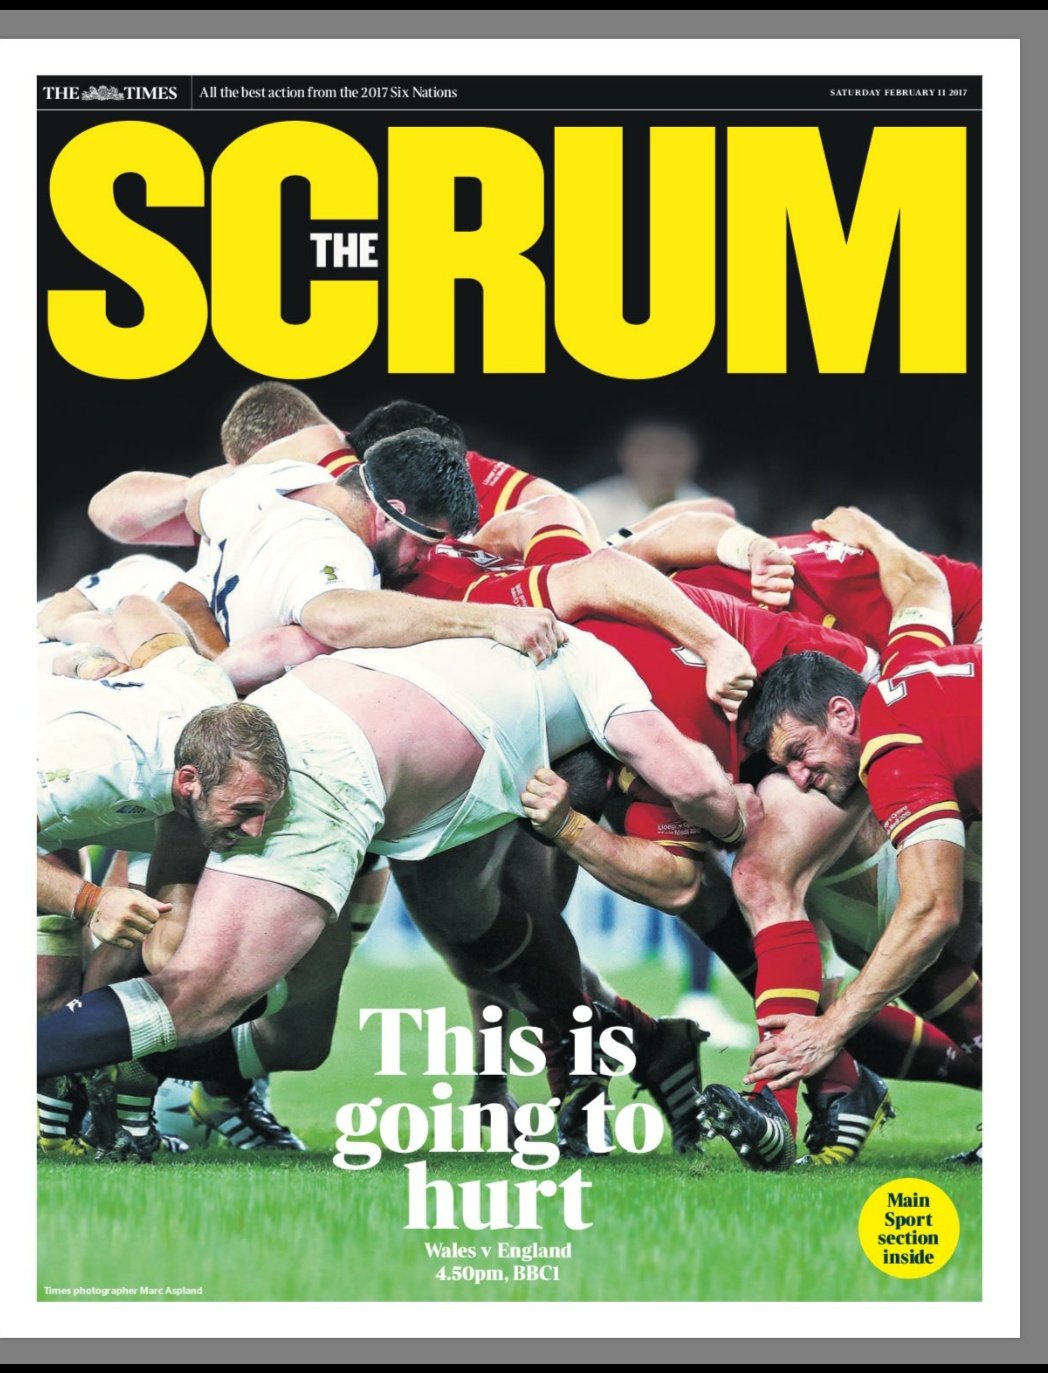 THE TIMES
All the best action from the 2017 Six Nations
SATURDAY FEBRUARY 11 2017
THE SCRUM
This is
going to
hurt
Wales v England
4.50pm, BBC1
Main
Sport
section
inside
Times photographer Marc Aspland